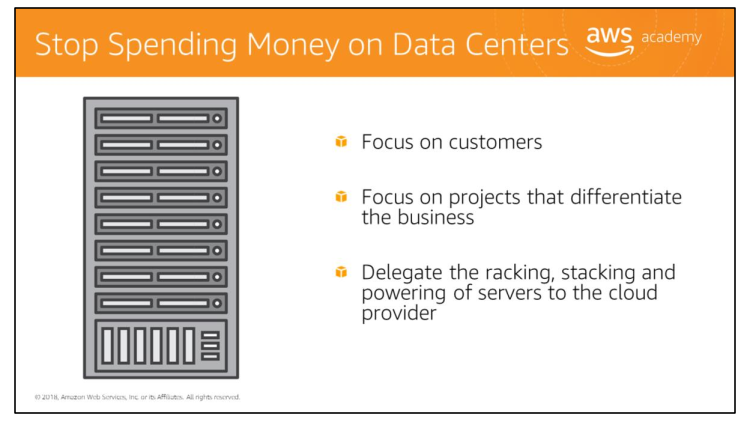 Stop Spending Money on Data Centers
aws academy
Focus on customers
Focus on projects that differentiate
the business
Delegate the racking, stacking and
powering of servers to the cloud
provider
© 2018, Amazon Web Services, Inc. or its Affiliates. All rights reserved.